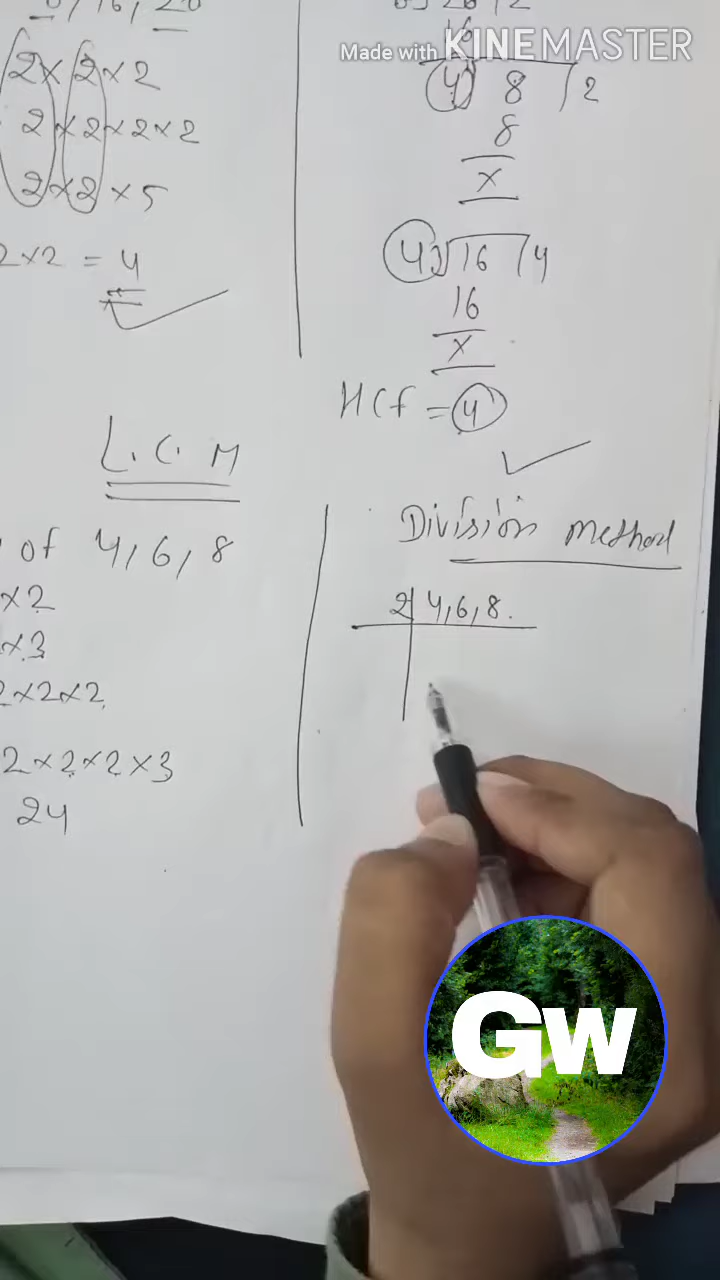 Made with KINEMASTER
2×2×2
2×2×2×2
2×2×5
2×2 = 4
4) 8 / 2
8
×
4) 16 / 4
16
×
HCf = 4
L.C.M
of 4,6,8
×2
×3
2×2×2
2×2×2×3
24
Division method
2 4,6,8.
GW